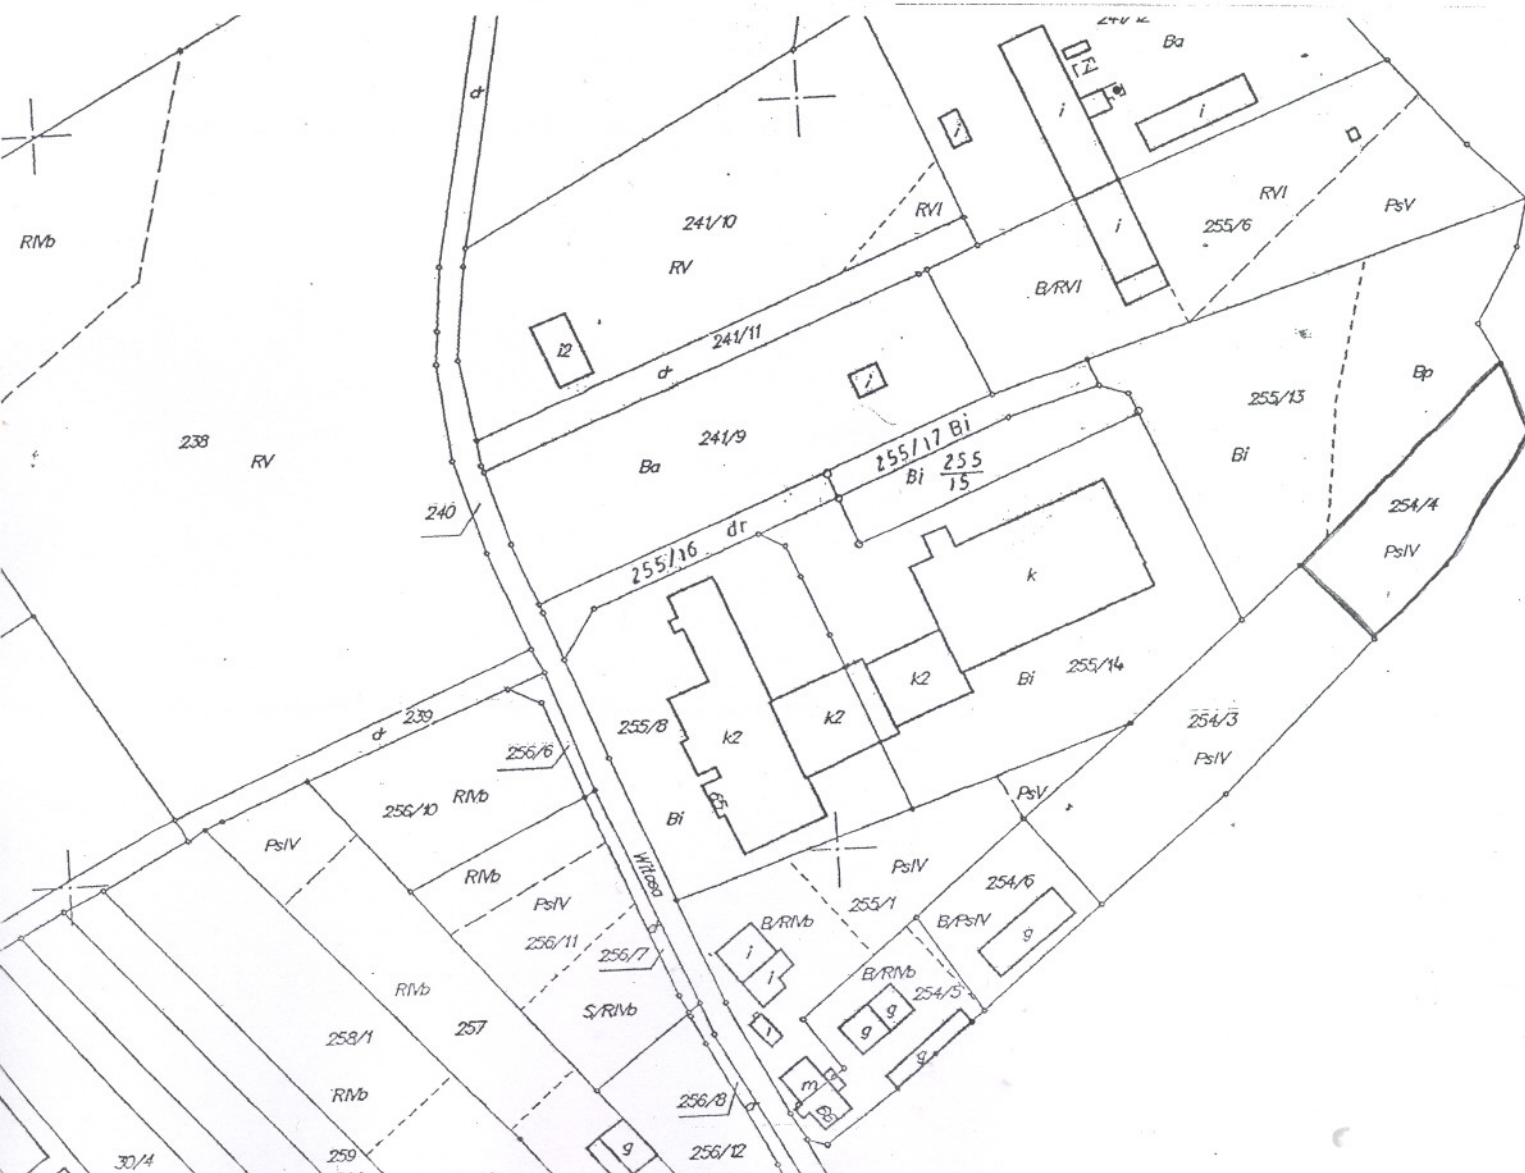 241/12
Ba
d
i
i
i
RVI
PsV
255/6
RIVb
241/10
RVI
RV
i
B/RVI
241/11
i2
d
i
Bp
255/13
238
RV
241/9
Ba
255/17 Bi
Bi 255/15
Bi
240
254/4
PsIV
255/16 dr
k
k2
Bi
255/14
239
d
255/8
k2
k2
254/3
PsIV
256/6
256/10
RIVb
65
Bi
PsV
PsIV
RIVb
PsIV
Witosa
PsIV
254/6
255/1
B/RIVb
B/PsIV
g
256/11
256/7
d
i
i
B/RIVb
254/5
RIVb
S/RIVb
257
258/1
i
g
g
g
RIVb
m
68
256/8
d
g
256/12
30/4
259